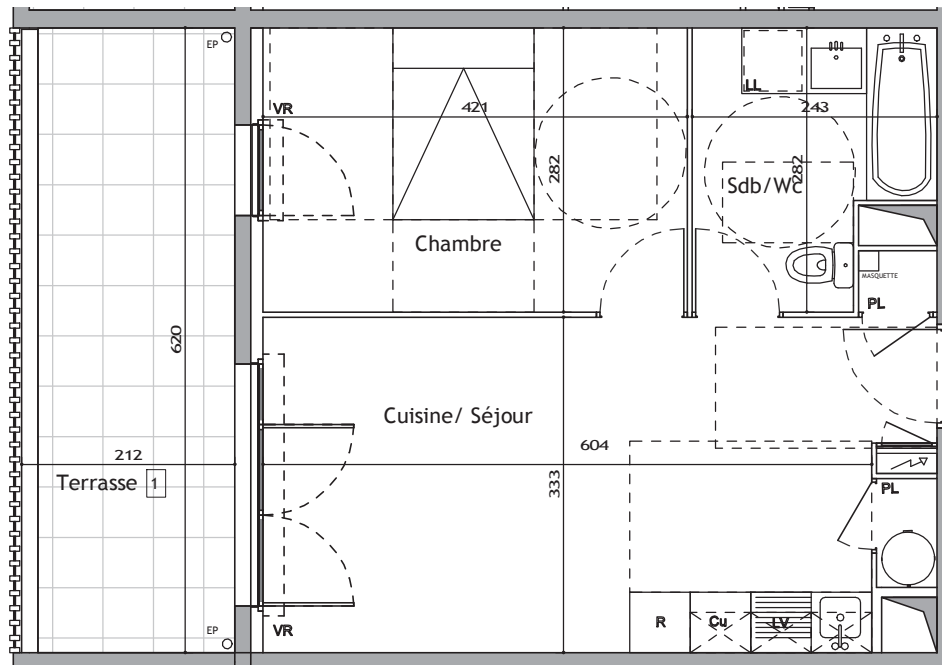 EP
VR
LL
421
243
282
282
Sdb/Wc
Chambre
MASQUETTE
PL
620
Cuisine/ Séjour
604
212
333
Terrasse 1
PL
R
Cu
LV
EP
VR